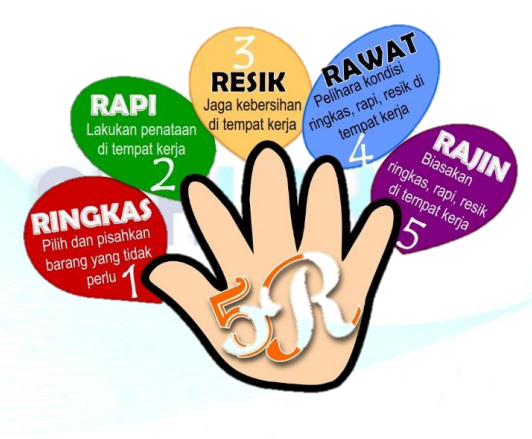 RINGKAS
Pilih dan pisahkan
barang yang tidak
perlu
1
RAPI
Lakukan penataan
di tempat kerja
2
3
RESIK
Jaga kebersihan
di tempat kerja
RAWAT
Pelihara kondisi
ringkas, rapi, resik di
tempat kerja
4
RAJIN
Biasakan
ringkas, rapi, resik
di tempat kerja
5
5R